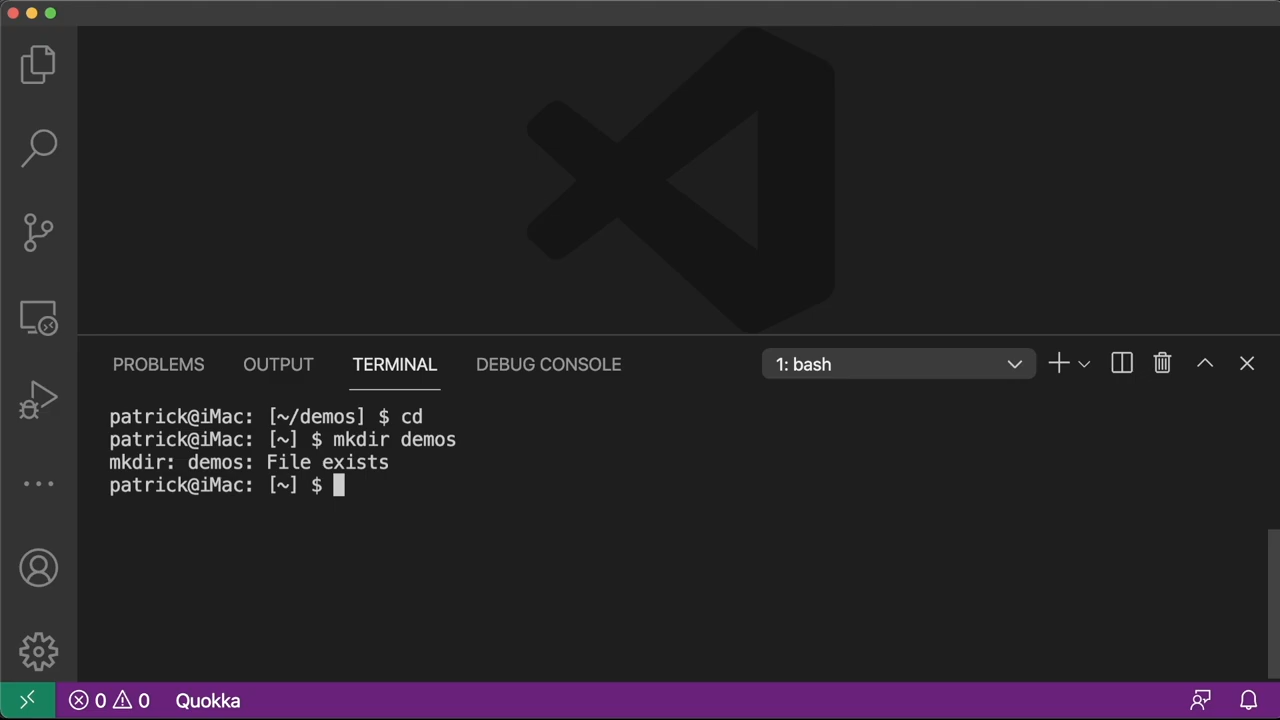 PROBLEMS OUTPUT TERMINAL DEBUG CONSOLE 1: bash
patrick@iMac: [~/demos] $ cd
patrick@iMac: [~] $ mkdir demos
mkdir: demos: File exists
patrick@iMac: [~] $
0 0 Quokka